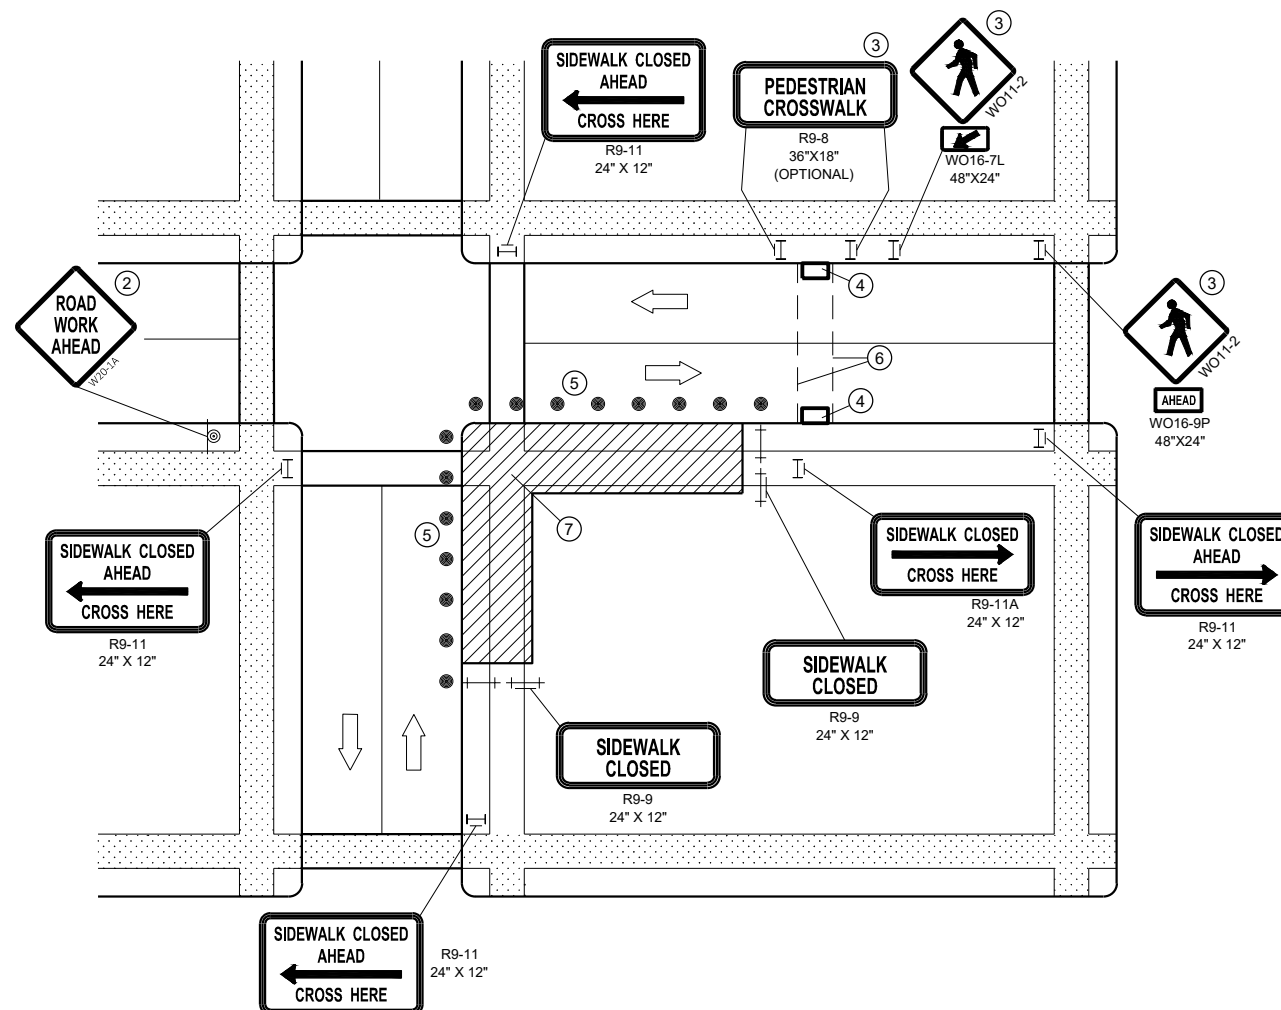 SIDEWALK CLOSED
AHEAD
CROSS HERE
R9-11
24" X 12"
3
PEDESTRIAN
CROSSWALK
R9-8
36"X18"
(OPTIONAL)
3
WO11-2
WO16-7L
48"X24"
2
ROAD
WORK
AHEAD
W20-1A
4
3
WO11-2
AHEAD
WO16-9P
48"X24"
6
5
4
5
7
SIDEWALK CLOSED
AHEAD
CROSS HERE
R9-11
24" X 12"
SIDEWALK CLOSED
CROSS HERE
R9-11A
24" X 12"
SIDEWALK CLOSED
AHEAD
CROSS HERE
R9-11
24" X 12"
SIDEWALK
CLOSED
R9-9
24" X 12"
SIDEWALK
CLOSED
R9-9
24" X 12"
SIDEWALK CLOSED
AHEAD
CROSS HERE
R9-11
24" X 12"